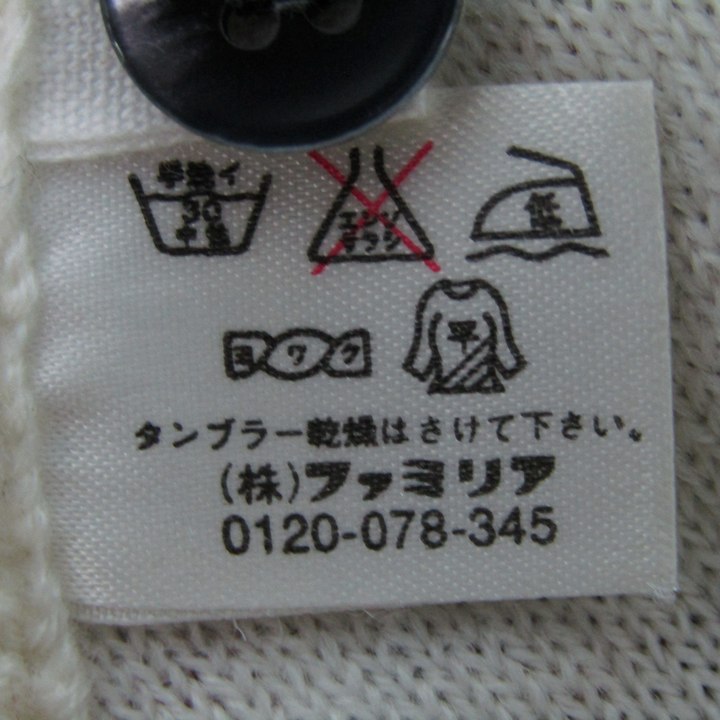 手洗イ
30
中性
エンソ
サラシ
低
ヨワク
平
タンブラー乾燥はさけて下さい。
(株)ファミリア
0120-078-345